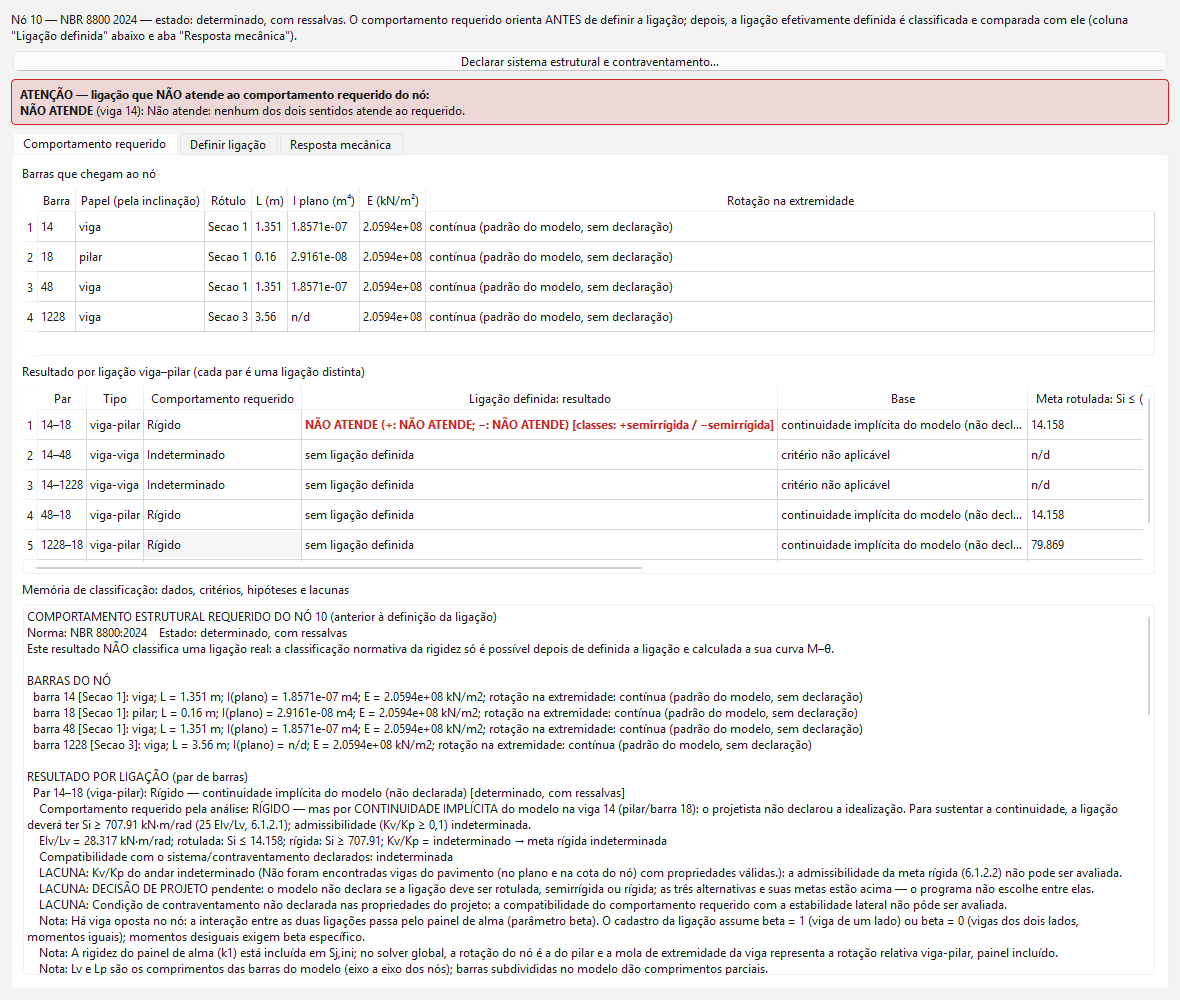 Nó 10 — NBR 8800 2024 — estado: determinado, com ressalvas. O comportamento requerido orienta ANTES de definir a ligação; depois, a ligação efetivamente definida é classificada e comparada com ele (coluna
"Ligação definida" abaixo e aba "Resposta mecânica").
Declarar sistema estrutural e contraventamento...
ATENÇÃO — ligação que NÃO atende ao comportamento requerido do nó:
NÃO ATENDE (viga 14): Não atende: nenhum dos dois sentidos atende ao requerido.
Comportamento requerido Definir ligação Resposta mecânica
Barras que chegam ao nó
Barra Papel (pela inclinação) Rótulo L (m) I plano (m⁴) E (kN/m²) Rotação na extremidade
1 14 viga Secao 1 1.351 1.8571e-07 2.0594e+08 contínua (padrão do modelo, sem declaração)
2 18 pilar Secao 1 0.16 2.9161e-08 2.0594e+08 contínua (padrão do modelo, sem declaração)
3 48 viga Secao 1 1.351 1.8571e-07 2.0594e+08 contínua (padrão do modelo, sem declaração)
4 1228 viga Secao 3 3.56 n/d 2.0594e+08 contínua (padrão do modelo, sem declaração)
Resultado por ligação viga–pilar (cada par é uma ligação distinta)
Par Tipo Comportamento requerido Ligação definida: resultado Base Meta rotulada: Si ≤ (
1 14–18 viga-pilar Rígido NÃO ATENDE (+: NÃO ATENDE; −: NÃO ATENDE) [classes: +semirrígida / −semirrígida] continuidade implícita do modelo (não decl... 14.158
2 14–48 viga-viga Indeterminado sem ligação definida critério não aplicável n/d
3 14–1228 viga-viga Indeterminado sem ligação definida critério não aplicável n/d
4 48–18 viga-pilar Rígido sem ligação definida continuidade implícita do modelo (não decl... 14.158
5 1228–18 viga-pilar Rígido sem ligação definida continuidade implícita do modelo (não decl... 79.869
Memória de classificação: dados, critérios, hipóteses e lacunas
COMPORTAMENTO ESTRUTURAL REQUERIDO DO NÓ 10 (anterior à definição da ligação)
Norma: NBR 8800:2024 Estado: determinado, com ressalvas
Este resultado NÃO classifica uma ligação real: a classificação normativa da rigidez só é possível depois de definida a ligação e calculada a sua curva M–θ.
BARRAS DO NÓ
barra 14 [Secao 1]: viga; L = 1.351 m; I(plano) = 1.8571e-07 m4; E = 2.0594e+08 kN/m2; rotação na extremidade: contínua (padrão do modelo, sem declaração)
barra 18 [Secao 1]: pilar; L = 0.16 m; I(plano) = 2.9161e-08 m4; E = 2.0594e+08 kN/m2; rotação na extremidade: contínua (padrão do modelo, sem declaração)
barra 48 [Secao 1]: viga; L = 1.351 m; I(plano) = 1.8571e-07 m4; E = 2.0594e+08 kN/m2; rotação na extremidade: contínua (padrão do modelo, sem declaração)
barra 1228 [Secao 3]: viga; L = 3.56 m; I(plano) = n/d; E = 2.0594e+08 kN/m2; rotação na extremidade: contínua (padrão do modelo, sem declaração)
RESULTADO POR LIGAÇÃO (par de barras)
Par 14–18 (viga-pilar): Rígido — continuidade implícita do modelo (não declarada) [determinado, com ressalvas]
Comportamento requerido pela análise: RÍGIDO — mas por CONTINUIDADE IMPLÍCITA do modelo na viga 14 (pilar/barra 18): o projetista não declarou a idealização. Para sustentar a continuidade, a ligação
deverá ter Si ≥ 707.91 kN·m/rad (25 EIv/Lv, 6.1.2.1); admissibilidade (Kv/Kp ≥ 0,1) indeterminada.
EIv/Lv = 28.317 kN·m/rad; rotulada: Si ≤ 14.158; rígida: Si ≥ 707.91; Kv/Kp = indeterminado → meta rígida indeterminada
Compatibilidade com o sistema/contraventamento declarados: indeterminada
LACUNA: Kv/Kp do andar indeterminado (Não foram encontradas vigas do pavimento (no plano e na cota do nó) com propriedades válidas.): a admissibilidade da meta rígida (6.1.2.2) não pode ser avaliada.
LACUNA: DECISÃO DE PROJETO pendente: o modelo não declara se a ligação deve ser rotulada, semirrígida ou rígida; as três alternativas e suas metas estão acima — o programa não escolhe entre elas.
LACUNA: Condição de contraventamento não declarada nas propriedades do projeto: a compatibilidade do comportamento requerido com a estabilidade lateral não pôde ser avaliada.
Nota: Há viga oposta no nó: a interação entre as duas ligações passa pelo painel de alma (parâmetro beta). O cadastro da ligação assume beta = 1 (viga de um lado) ou beta = 0 (vigas dos dois lados,
momentos iguais); momentos desiguais exigem beta específico.
Nota: A rigidez do painel de alma (k1) está incluída em Sj,ini; no solver global, a rotação do nó é a do pilar e a mola de extremidade da viga representa a rotação relativa viga-pilar, painel incluído.
Nota: Lv e Lp são os comprimentos das barras do modelo (eixo a eixo dos nós); barras subdivididas no modelo dão comprimentos parciais.